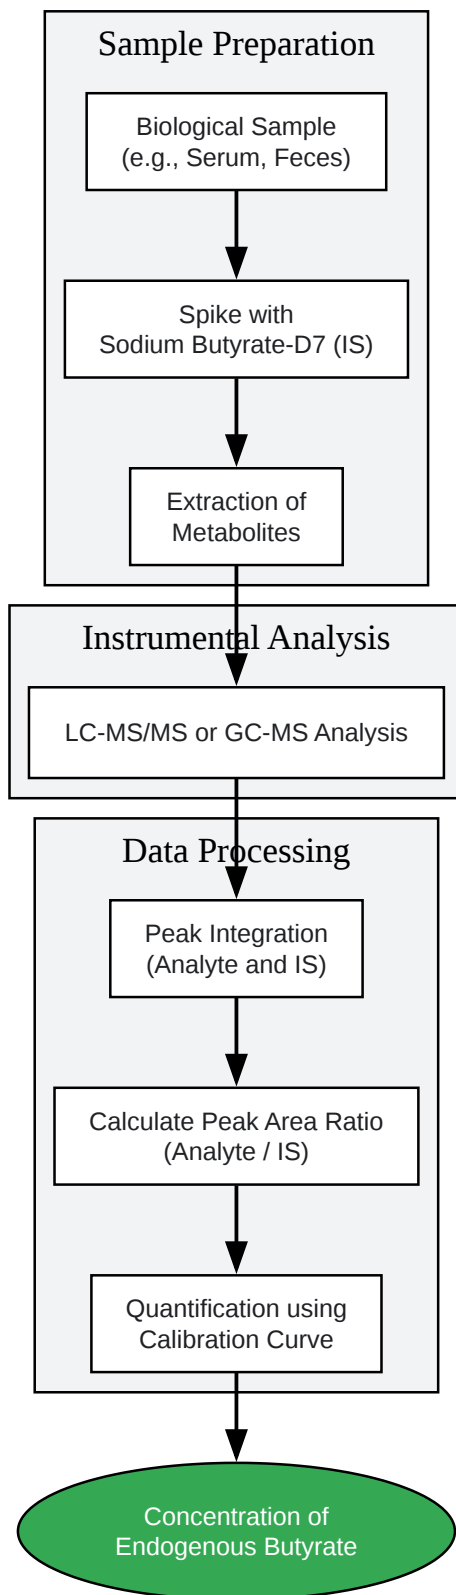 Sample Preparation
Biological Sample
(e.g., Serum, Feces)
Spike with
Sodium Butyrate-D7 (IS)
Extraction of
Metabolites
Instrumental Analysis
LC-MS/MS or GC-MS Analysis
Data Processing
Peak Integration
(Analyte and IS)
Calculate Peak Area Ratio
(Analyte / IS)
Quantification using
Calibration Curve
Concentration of
Endogenous Butyrate